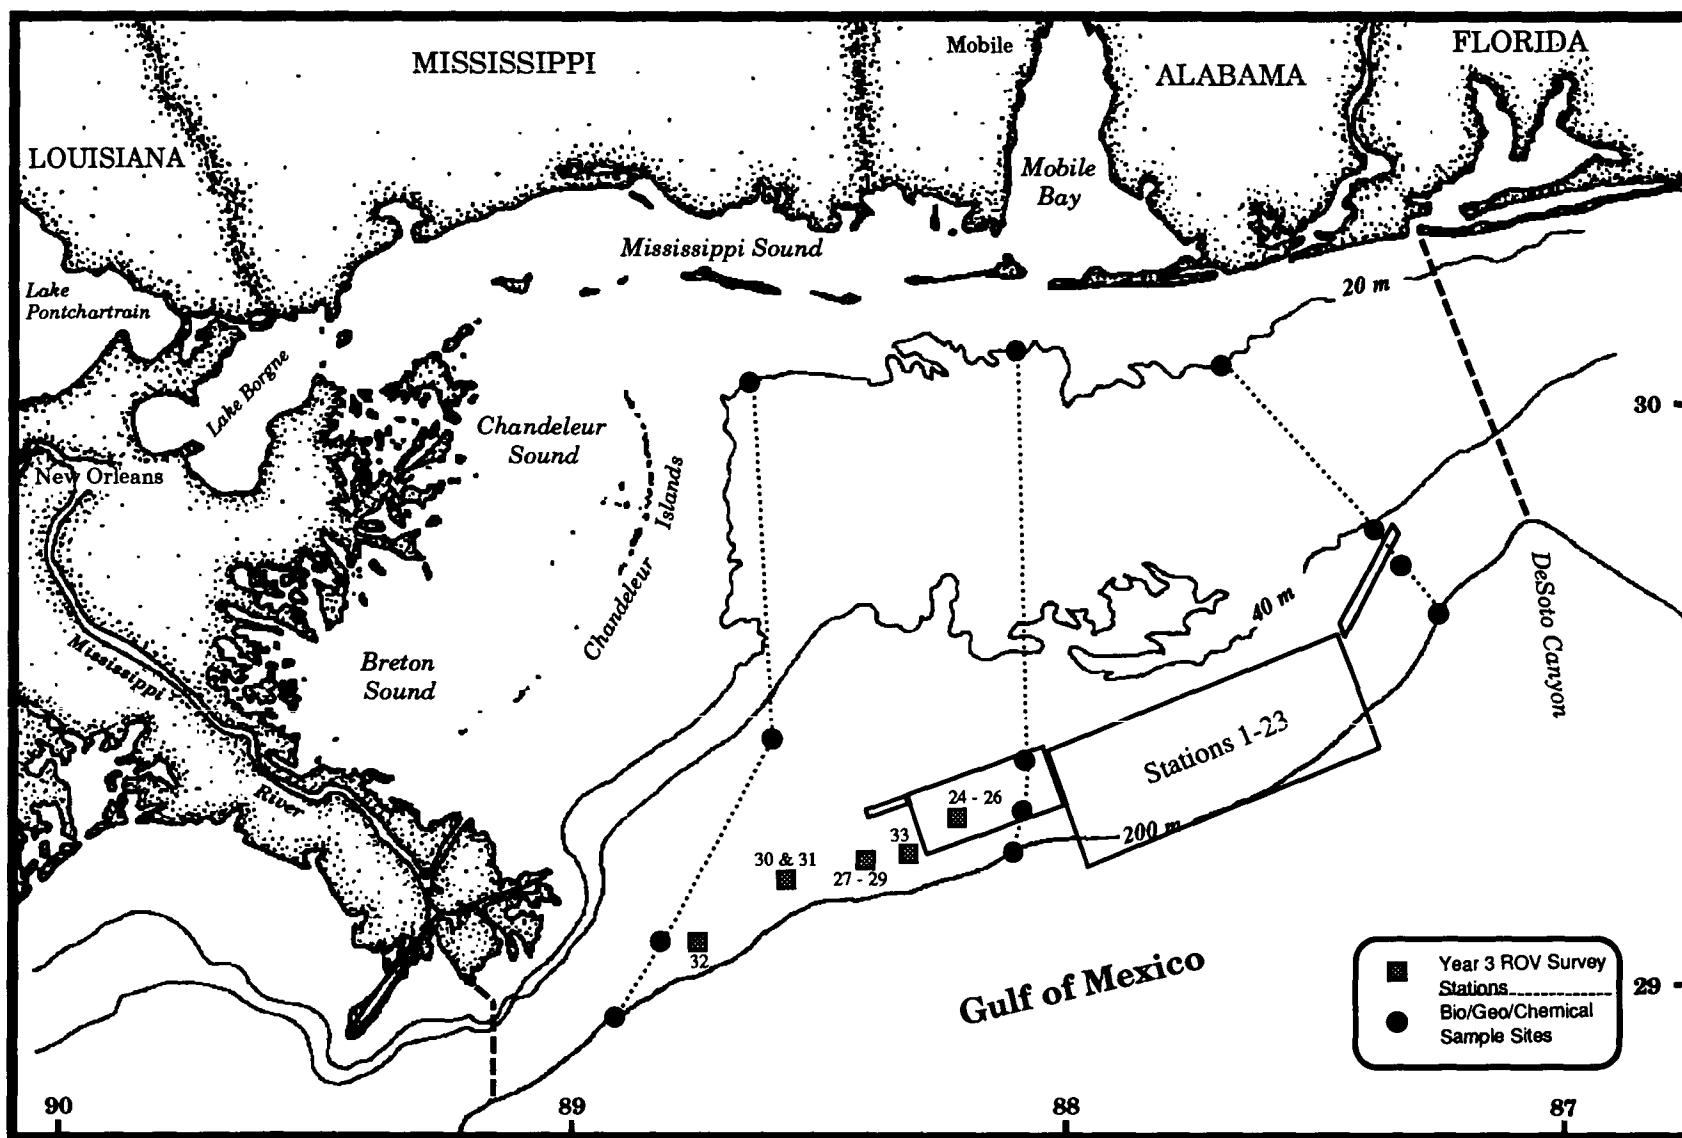 MISSISSIPPI
Mobile
FLORIDA
ALABAMA
LOUISIANA
Mobile
Bay
Mississippi Sound
Lake
Pontchartrain
20 m
Lake Borgne
30
Chandeleur
Sound
New Orleans
Islands
Chandeleur
DeSoto Canyon
40 m
Mississippi
Breton
Sound
Stations 1-23
River
24 - 26
33
200 m
30 & 31
27 - 29
32
Gulf of Mexico
Year 3 ROV Survey
Stations
Bio/Geo/Chemical
Sample Sites
29
90
89
88
87